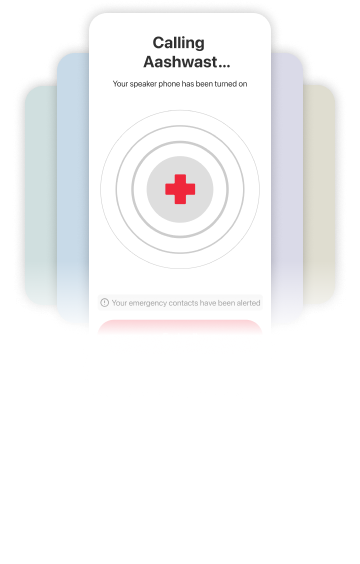 Calling
Aashwast...
Your speaker phone has been turned on
Your emergency contacts have been alerted